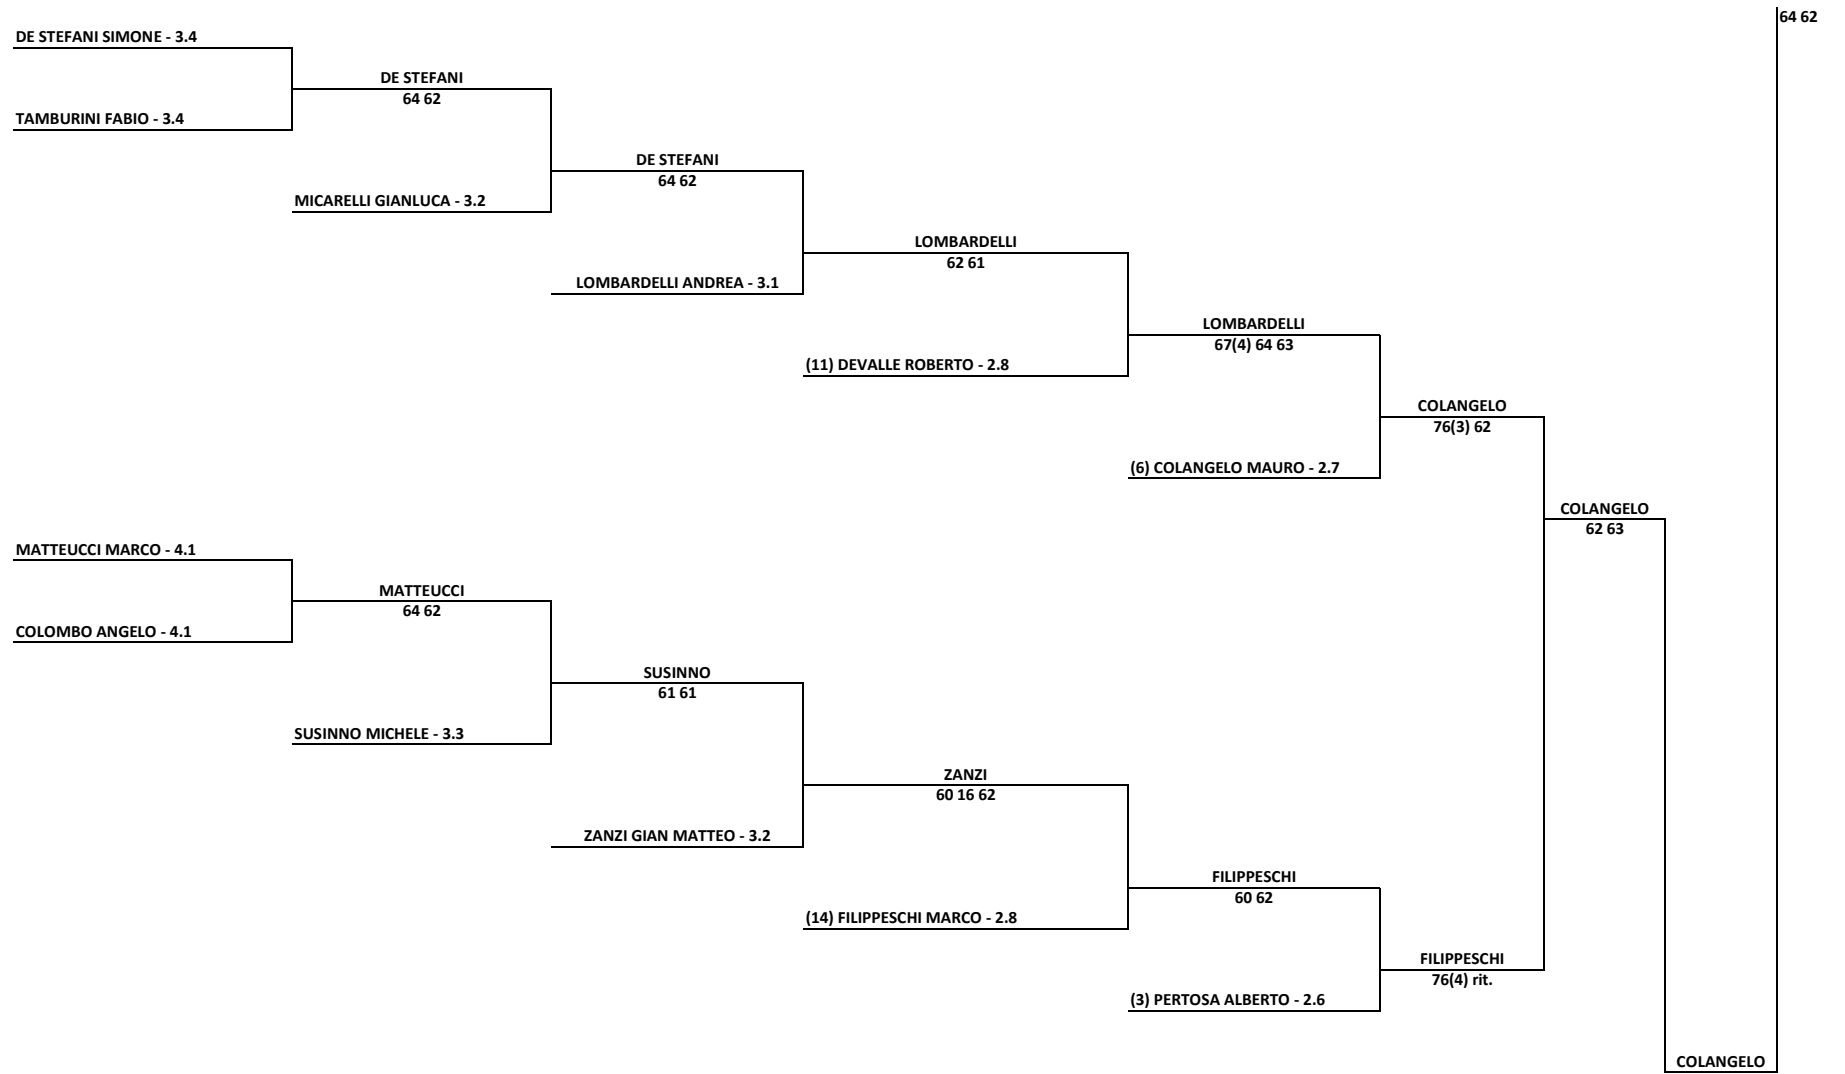 64 62
DE STEFANI SIMONE - 3.4
DE STEFANI
64 62
TAMBURINI FABIO - 3.4
DE STEFANI
64 62
MICARELLI GIANLUCA - 3.2
LOMBARDELLI
62 61
LOMBARDELLI ANDREA - 3.1
LOMBARDELLI
67(4) 64 63
(11) DEVALLE ROBERTO - 2.8
COLANGELO
76(3) 62
(6) COLANGELO MAURO - 2.7
COLANGELO
62 63
MATTEUCCI MARCO - 4.1
MATTEUCCI
64 62
COLOMBO ANGELO - 4.1
SUSINNO
61 61
SUSINNO MICHELE - 3.3
ZANZI
60 16 62
ZANZI GIAN MATTEO - 3.2
FILIPPESCHI
60 62
(14) FILIPPESCHI MARCO - 2.8
FILIPPESCHI
76(4) rit.
(3) PERTOSA ALBERTO - 2.6
COLANGELO